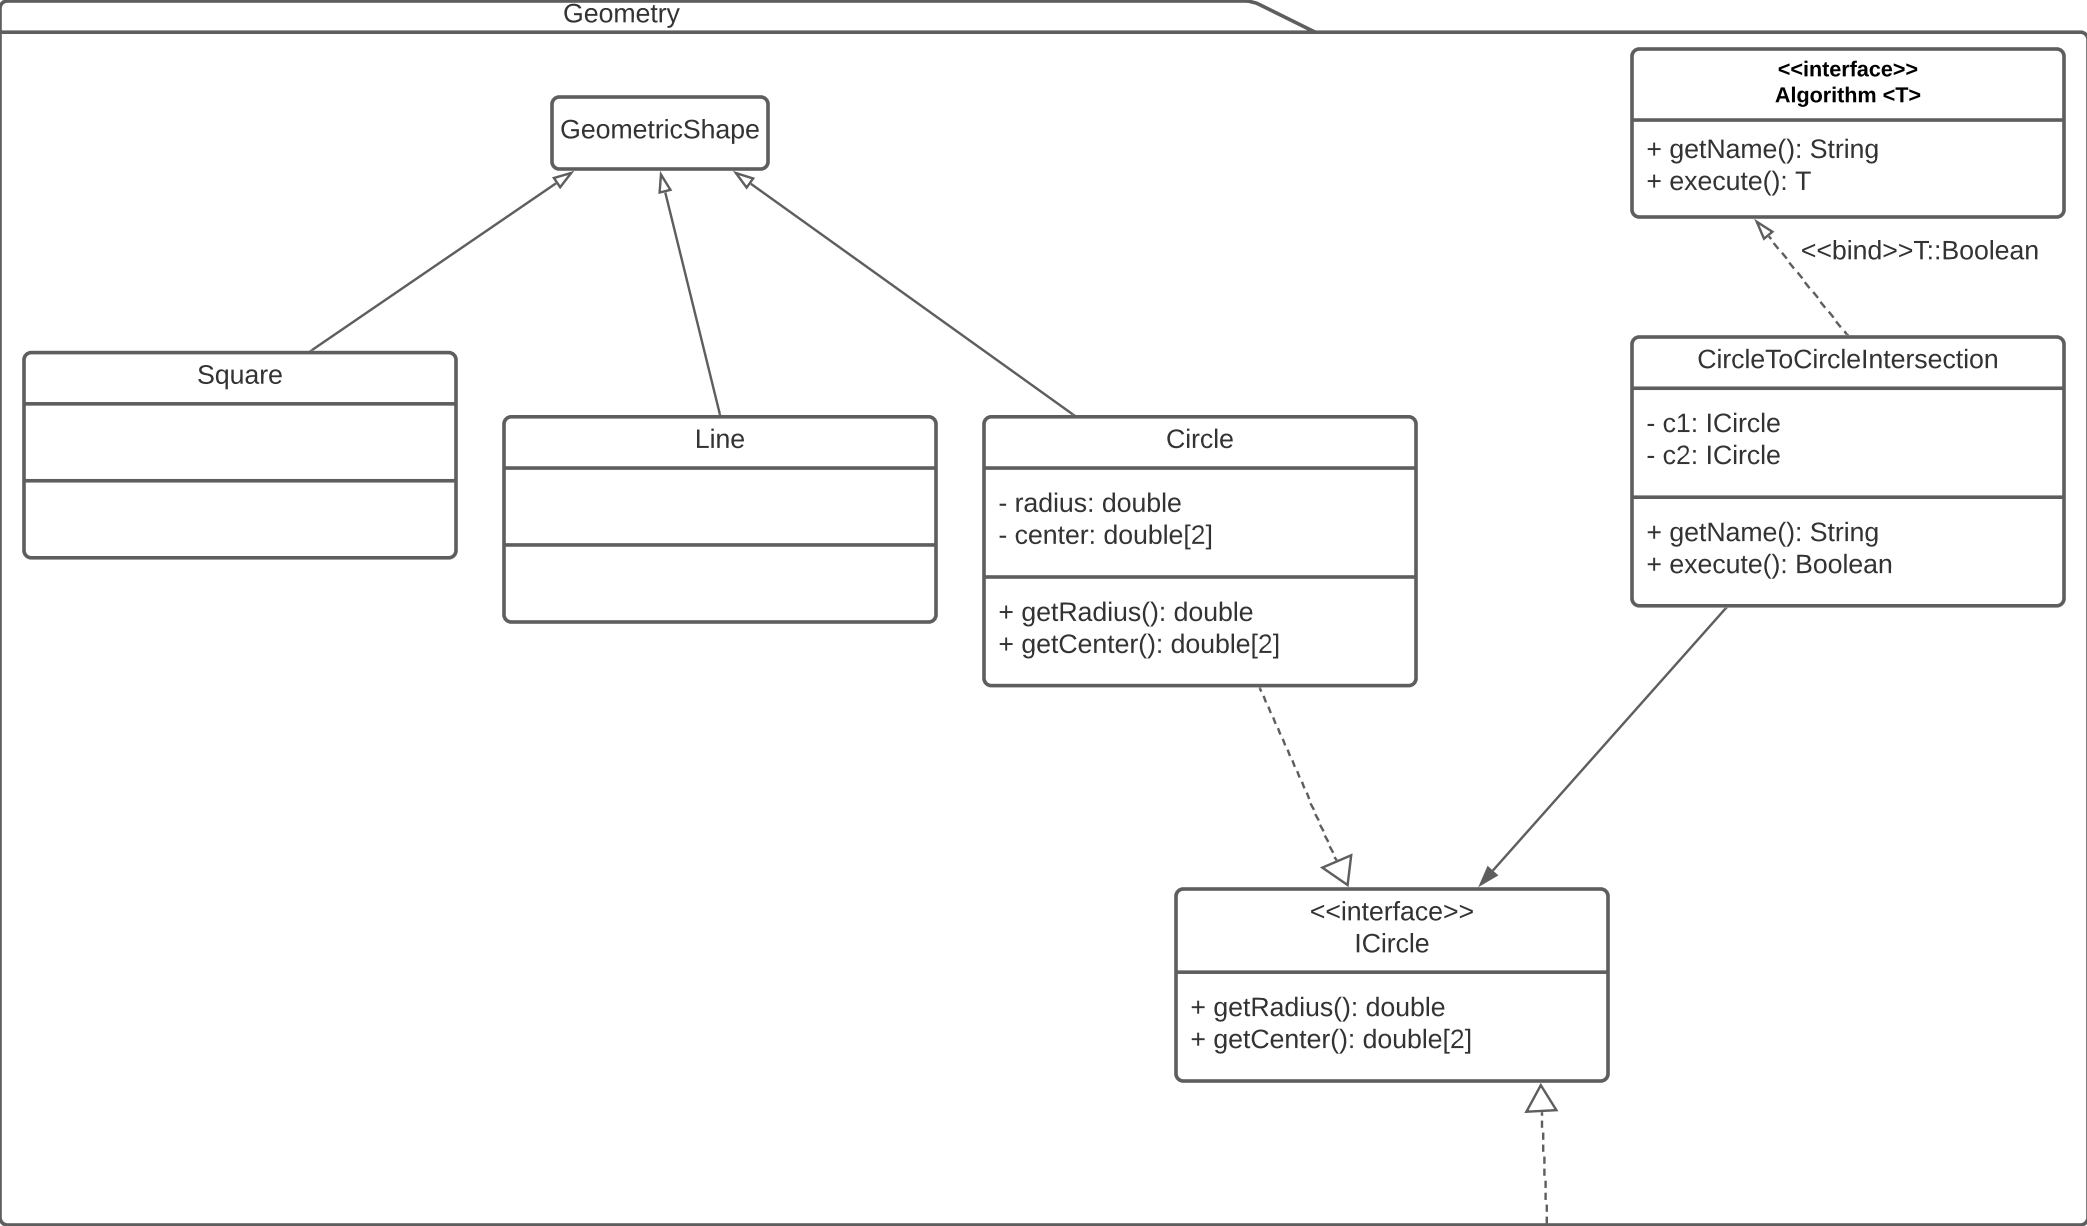 Geometry
GeometricShape
<<interface>>
Algorithm <T>
+ getName(): String
+ execute(): T
<<bind>>T::Boolean
Square
Line
Circle
- radius: double
- center: double[2]
+ getRadius(): double
+ getCenter(): double[2]
CircleToCircleIntersection
- c1: ICircle
- c2: ICircle
+ getName(): String
+ execute(): Boolean
<<interface>>
ICircle
+ getRadius(): double
+ getCenter(): double[2]